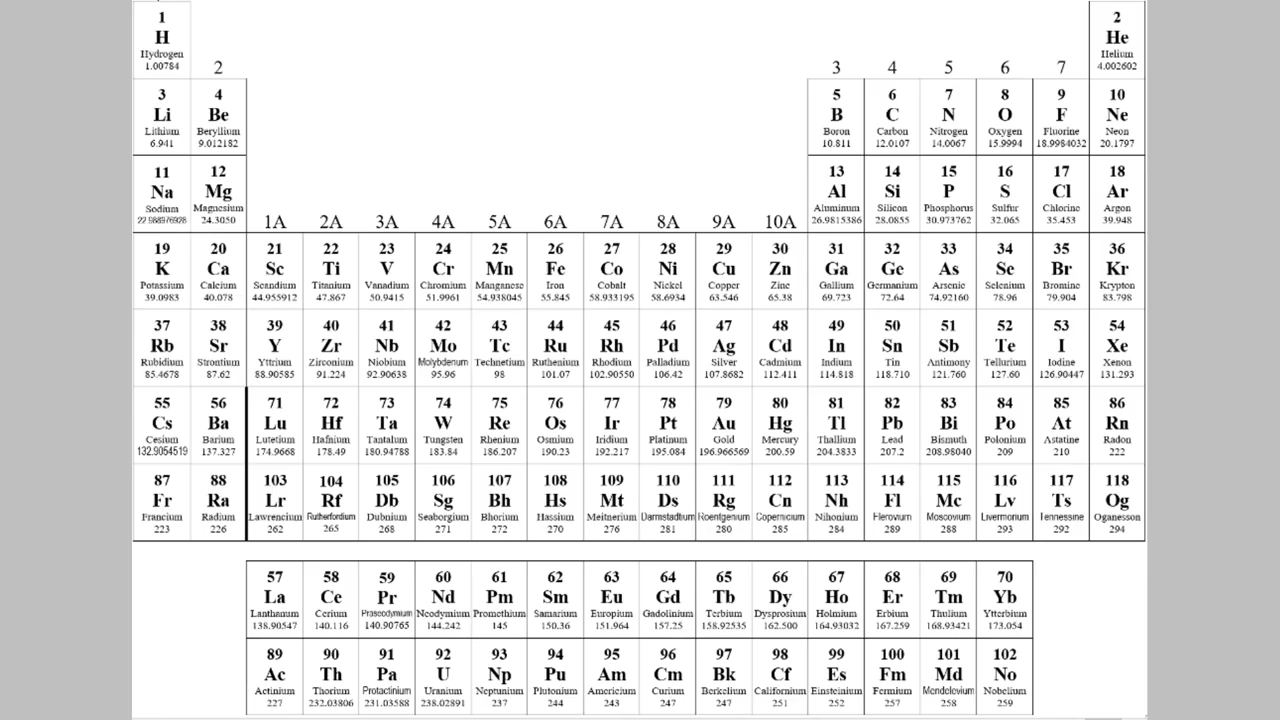 1 2
H He
Hydrogen Helium
1.00784 2 3 4 5 6 7 4.002602
3 4 5 6 7 8 9 10
Li Be B C N O F Ne
Lithium Beryllium Boron Carbon Nitrogen Oxygen Fluorine Neon
6.941 9.012182 10.811 12.0107 14.0067 15.9994 18.9984032 20.1797
11 12 13 14 15 16 17 18
Na Mg Al Si P S Cl Ar
Sodium Magnesium Aluminum Silicon Phosphorus Sulfur Chlorine Argon
22.988976928 24.3050 1A 2A 3A 4A 5A 6A 7A 8A 9A 10A 26.9815386 28.0855 30.973762 32.065 35.453 39.948
19 20 21 22 23 24 25 26 27 28 29 30 31 32 33 34 35 36
K Ca Sc Ti V Cr Mn Fe Co Ni Cu Zn Ga Ge As Se Br Kr
Potassium Calcium Scandium Titanium Vanadium Chromium Manganese Iron Cobalt Nickel Copper Zinc Gallium Germanium Arsenic Selenium Bromine Krypton
39.0983 40.078 44.955912 47.867 50.9415 51.9961 54.938045 55.845 58.933195 58.6934 63.546 65.38 69.723 72.64 74.92160 78.96 79.904 83.798
37 38 39 40 41 42 43 44 45 46 47 48 49 50 51 52 53 54
Rb Sr Y Zr Nb Mo Tc Ru Rh Pd Ag Cd In Sn Sb Te I Xe
Rubidium Strontium Yttrium Zirconium Niobium Molybdenum Technetium Ruthenium Rhodium Palladium Silver Cadmium Indium Tin Antimony Tellurium Iodine Xenon
85.4678 87.62 88.90585 91.224 92.90638 95.96 98 101.07 102.90550 106.42 107.8682 112.411 114.818 118.710 121.760 127.60 126.90447 131.293
55 56 71 72 73 74 75 76 77 78 79 80 81 82 83 84 85 86
Cs Ba Lu Hf Ta W Re Os Ir Pt Au Hg Tl Pb Bi Po At Rn
Cesium Barium Lutetium Hafnium Tantalum Tungsten Rhenium Osmium Iridium Platinum Gold Mercury Thallium Lead Bismuth Polonium Astatine Radon
132.9054519 137.327 174.9668 178.49 180.94788 183.84 186.207 190.23 192.217 195.084 196.966569 200.59 204.3833 207.2 208.98040 209 210 222
87 88 103 104 105 106 107 108 109 110 111 112 113 114 115 116 117 118
Fr Ra Lr Rf Db Sg Bh Hs Mt Ds Rg Cn Nh Fl Mc Lv Ts Og
Francium Radium Lawrencium Rutherfordium Dubnium Seaborgium Bhorium Hassium Meitnerium Darmstadtium Roentgenium Copernicium Nihonium Flerovium Moscovium Livermorium Tennessine Oganesson
223 226 262 265 268 271 272 270 276 281 280 285 284 289 288 293 292 294
57 58 59 60 61 62 63 64 65 66 67 68 69 70
La Ce Pr Nd Pm Sm Eu Gd Tb Dy Ho Er Tm Yb
Lanthanum Cerium Praseodymium Neodymium Promethium Samarium Europium Gadolinium Terbium Dysprosium Holmium Erbium Thulium Ytterbium
138.90547 140.116 140.90765 144.242 145 150.36 151.964 157.25 158.92535 162.500 164.93032 167.259 168.93421 173.054
89 90 91 92 93 94 95 96 97 98 99 100 101 102
Ac Th Pa U Np Pu Am Cm Bk Cf Es Fm Md No
Actinium Thorium Protactinium Uranium Neptunium Plutonium Americium Curium Berkelium Californium Einsteinium Fermium Mendelevium Nobelium
227 232.03806 231.03588 238.02891 237 244 243 247 247 251 252 257 258 259